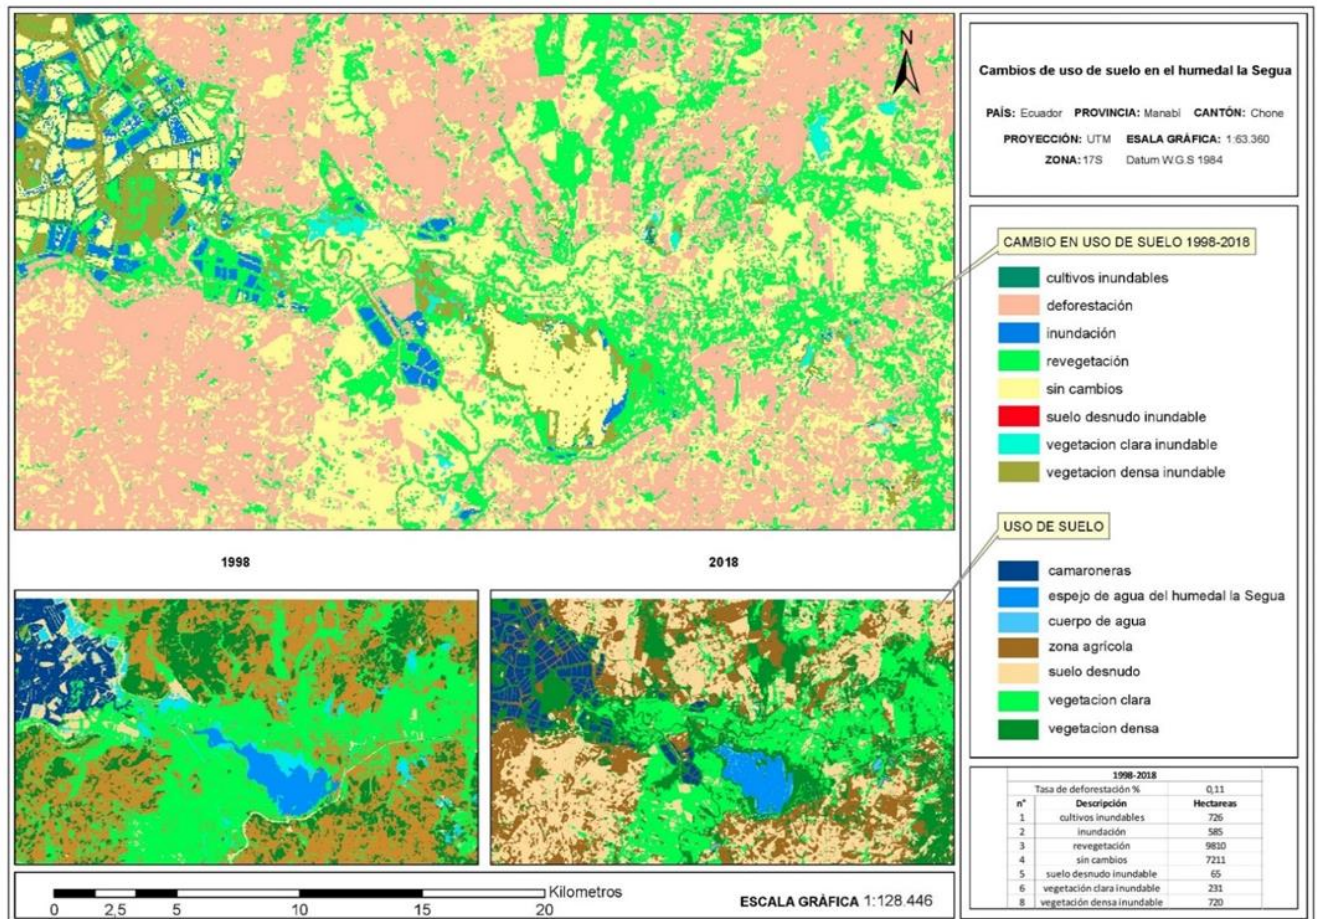 N
Cambios de uso de suelo en el humedal la Segua
PAÍS: Ecuador PROVINCIA: Manabí CANTÓN: Chone
PROYECCIÓN: UTM ESALA GRÁFICA: 1:63.360
ZONA: 17S Datum W.G.S 1984
CAMBIO EN USO DE SUELO 1998-2018
cultivos inundables
deforestación
inundación
revegetación
sin cambios
suelo desnudo inundable
vegetacion clara inundable
vegetacion densa inundable
1998
2018
USO DE SUELO
camaroneras
espejo de agua del humedal la Segua
cuerpo de agua
zona agrícola
suelo desnudo
vegetacion clara
vegetacion densa
1998-2018
Tasa de deforestación % 0,11
n° Descripción Hectareas
1 cultivos inundables 726
2 inundación 585
3 revegetación 9810
4 sin cambios 7211
5 suelo desnudo inundable 65
6 vegetación clara inundable 231
8 vegetación densa inundable 720
Kilometros
0 2,5 5 10 15 20
ESCALA GRÁFICA 1:128.446